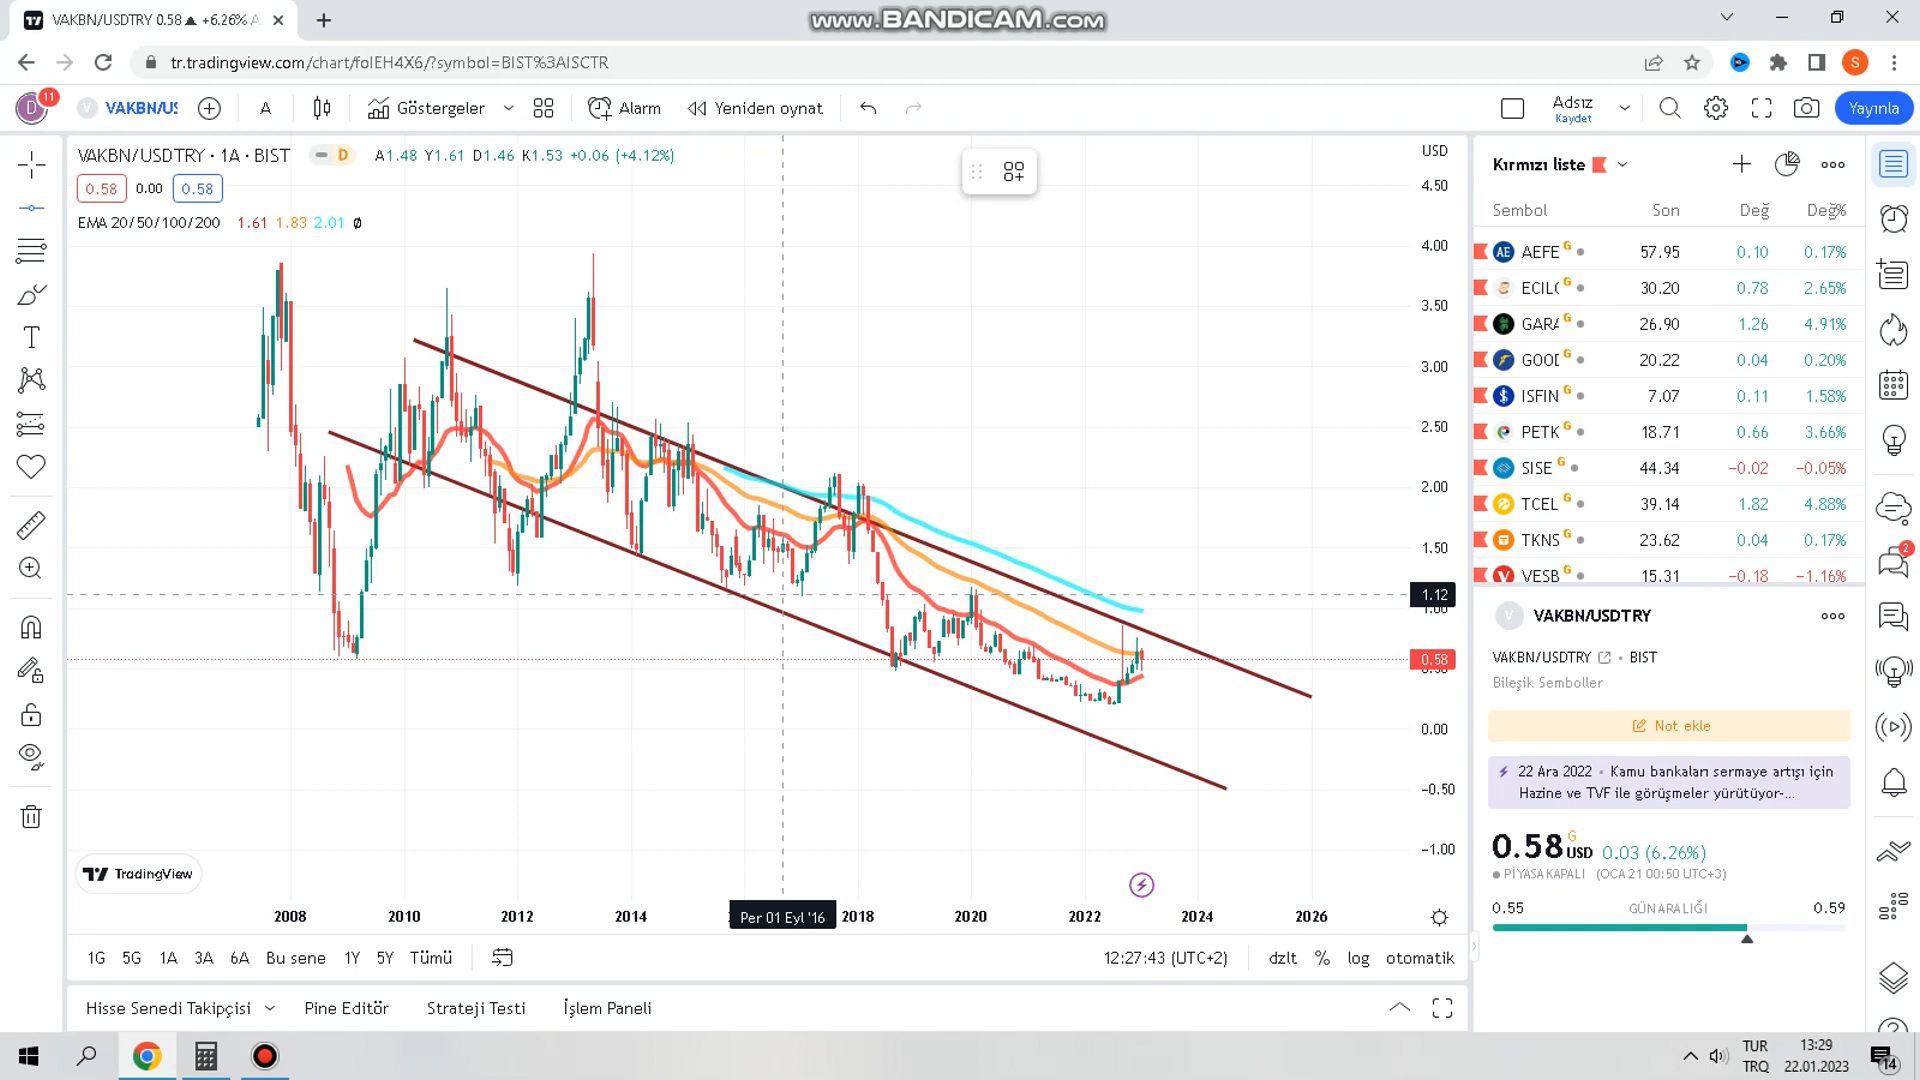 VAKBN/USDTRY 0.58 ▲ +6.26% A
www.BANDICAM.com
tr.tradingview.com/chart/folEH4X6/?symbol=BIST%3AISCTR
S
D
11
V
VAKBN/US
A
Göstergeler
Alarm
Yeniden oynat
Adsız
Kaydet
Yayınla
VAKBN/USDTRY · 1A · BIST
D
A1.48 Y1.61 D1.46 K1.53 +0.06 (+4.12%)
0.58
0.00
0.58
EMA 20/50/100/200 1.61 1.83 2.01 Ø
USD
4.50
4.00
3.50
3.00
2.50
2.00
1.50
1.12
1.00
0.58
0.00
−0.50
−1.00
TradingView
2008
2010
2012
2014
Per 01 Eyl '16
2018
2020
2022
2024
2026
1G
5G
1A
3A
6A
Bu sene
1Y
5Y
Tümü
12:27:43 (UTC+2)
dzlt
%
log
otomatik
Hisse Senedi Takipçisi
Pine Editör
Strateji Testi
İşlem Paneli
Kırmızı liste
Sembol Son Değ Değ%
AE AEFE G 57.95 0.10 0.17%
ECILC G 30.20 0.78 2.65%
GARA G 26.90 1.26 4.91%
GOOD G 20.22 0.04 0.20%
ISFIN G 7.07 0.11 1.58%
PETK G 18.71 0.66 3.66%
SISE G 44.34 −0.02 −0.05%
TCEL G 39.14 1.82 4.88%
TKNS G 23.62 0.04 0.17%
VESB G 15.31 −0.18 −1.16%
V
VAKBN/USDTRY
VAKBN/USDTRY • BIST
Bileşik Semboller
Not ekle
22 Ara 2022 • Kamu bankaları sermaye artışı için
Hazine ve TVF ile görüşmeler yürütüyor-...
0.58 G USD 0.03 (6.26%)
PİYASA KAPALI (OCA 21 00:50 UTC+3)
0.55 GÜN ARALIĞI 0.59
2
TUR
TRQ
13:29
22.01.2023
14